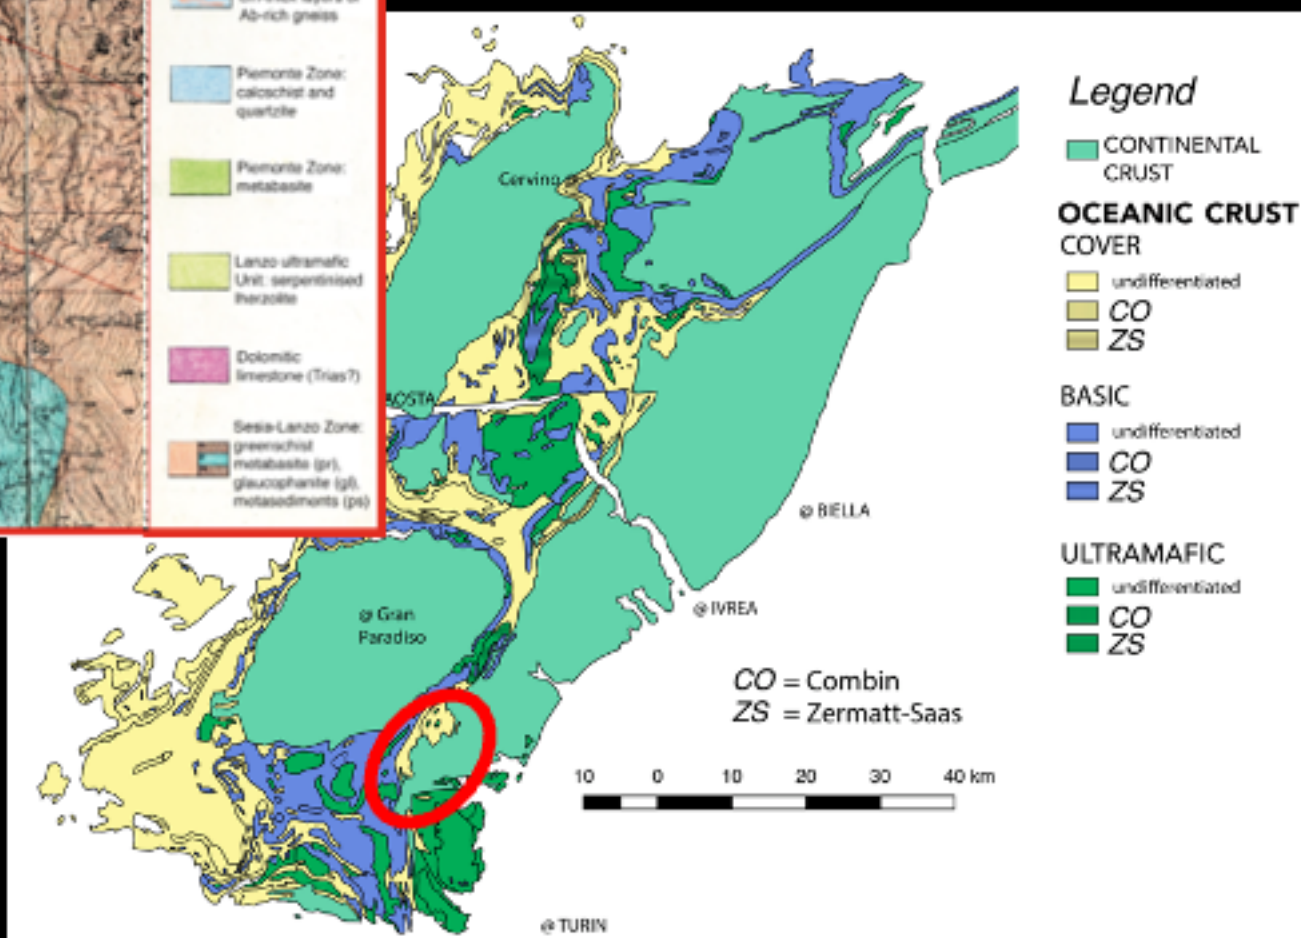 Ab-rich gneiss
Piemonte Zone:
calcschist and
quartzite
Piemonte Zone:
metabasite
Lanzo ultramafic
Unit: serpentinised
lherzolite
Dolomitic
limestone (Trias?)
Sesia-Lanzo Zone:
greenschist
metabasite (pr),
glaucophanite (gl),
metasediments (ps)
Cervino
AOSTA
@ BIELLA
@ IVREA
@ Gran
Paradiso
@ TURIN
CO = Combin
ZS = Zermatt-Saas
10 0 10 20 30 40 km
Legend
CONTINENTAL
CRUST
OCEANIC CRUST
COVER
undifferentiated
CO
ZS
BASIC
undifferentiated
CO
ZS
ULTRAMAFIC
undifferentiated
CO
ZS